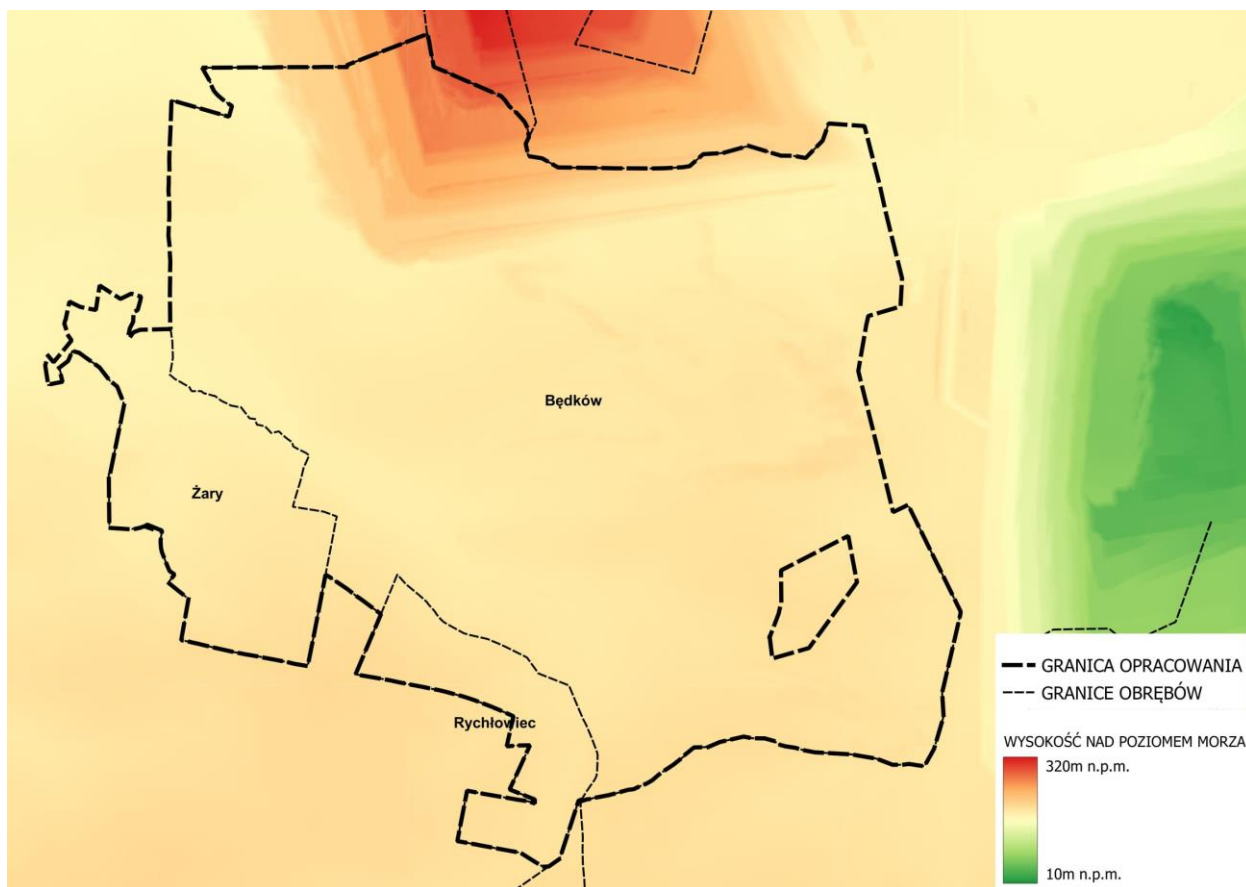 Będków
Żary
Rychłowiec
GRANICA OPRACOWANIA
GRANICE OBRĘBÓW
WYSOKOŚĆ NAD POZIOMEM MORZA
320m n.p.m.
10m n.p.m.